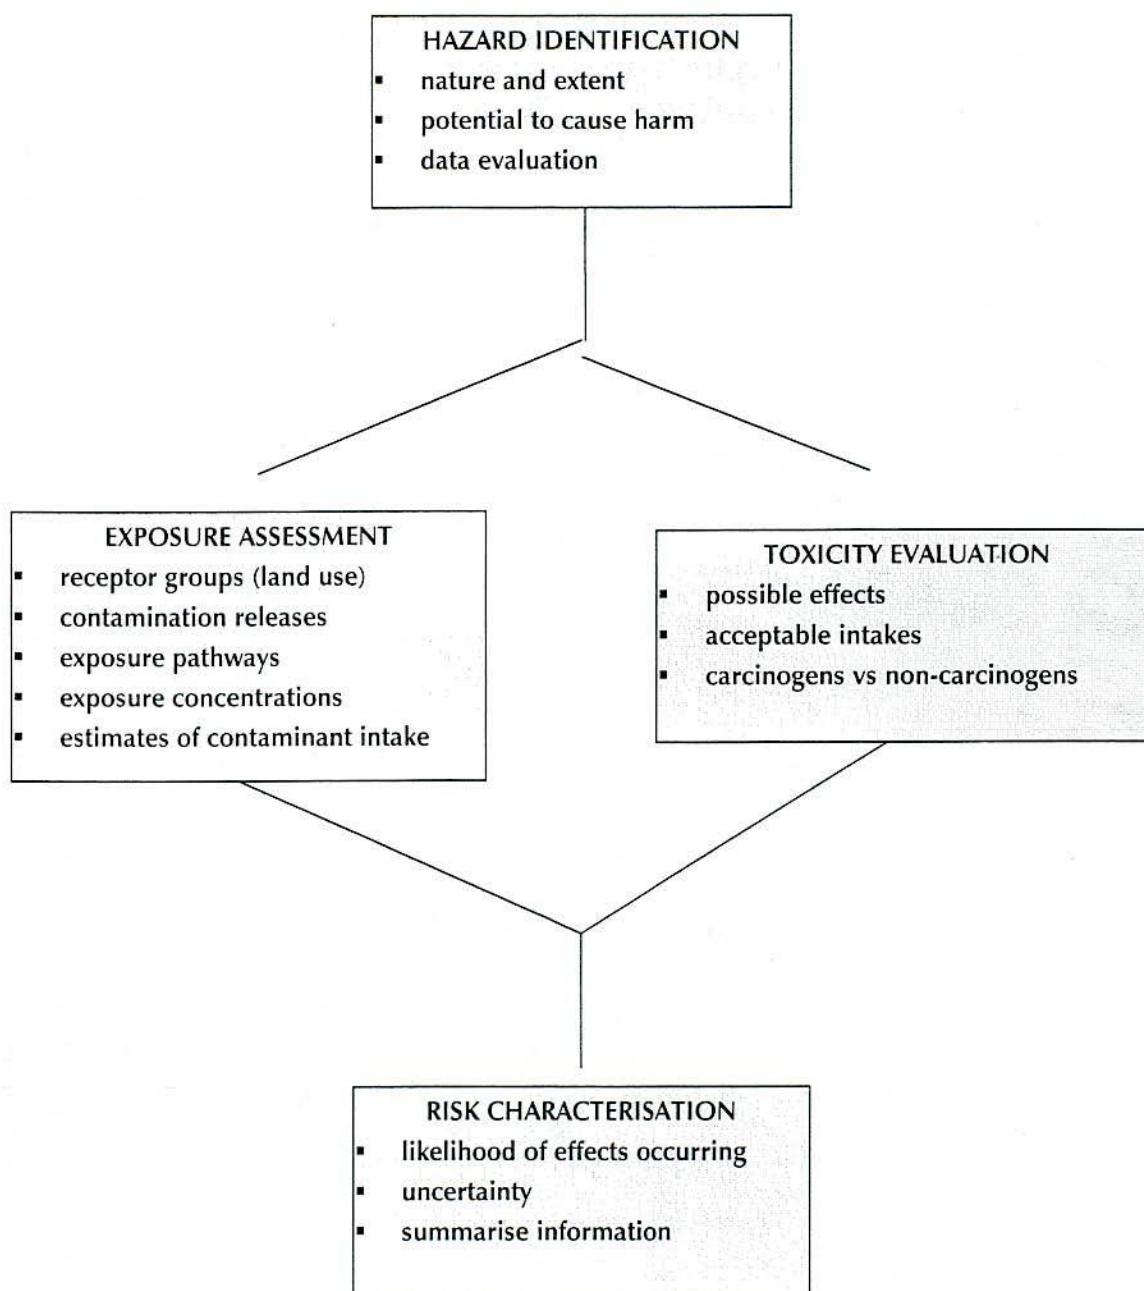 HAZARD IDENTIFICATION
▪ nature and extent
▪ potential to cause harm
▪ data evaluation
EXPOSURE ASSESSMENT
▪ receptor groups (land use)
▪ contamination releases
▪ exposure pathways
▪ exposure concentrations
▪ estimates of contaminant intake
TOXICITY EVALUATION
▪ possible effects
▪ acceptable intakes
▪ carcinogens vs non-carcinogens
RISK CHARACTERISATION
▪ likelihood of effects occurring
▪ uncertainty
▪ summarise information